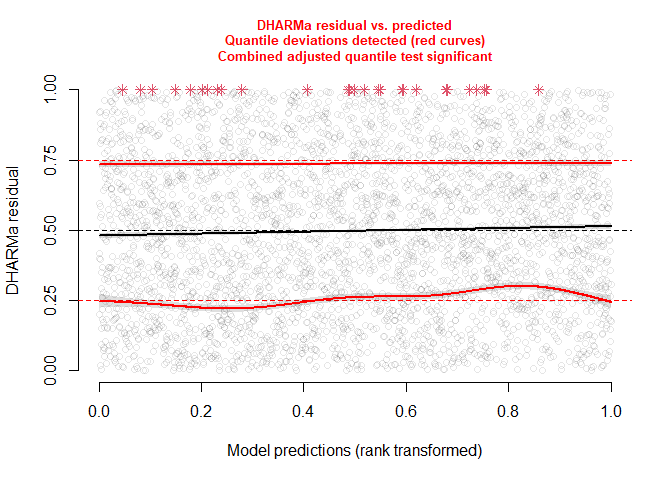 DHARMa residual vs. predicted
Quantile deviations detected (red curves)
Combined adjusted quantile test significant
1.00
0.75
0.50
0.25
0.00
DHARMa residual
0.0 0.2 0.4 0.6 0.8 1.0
Model predictions (rank transformed)